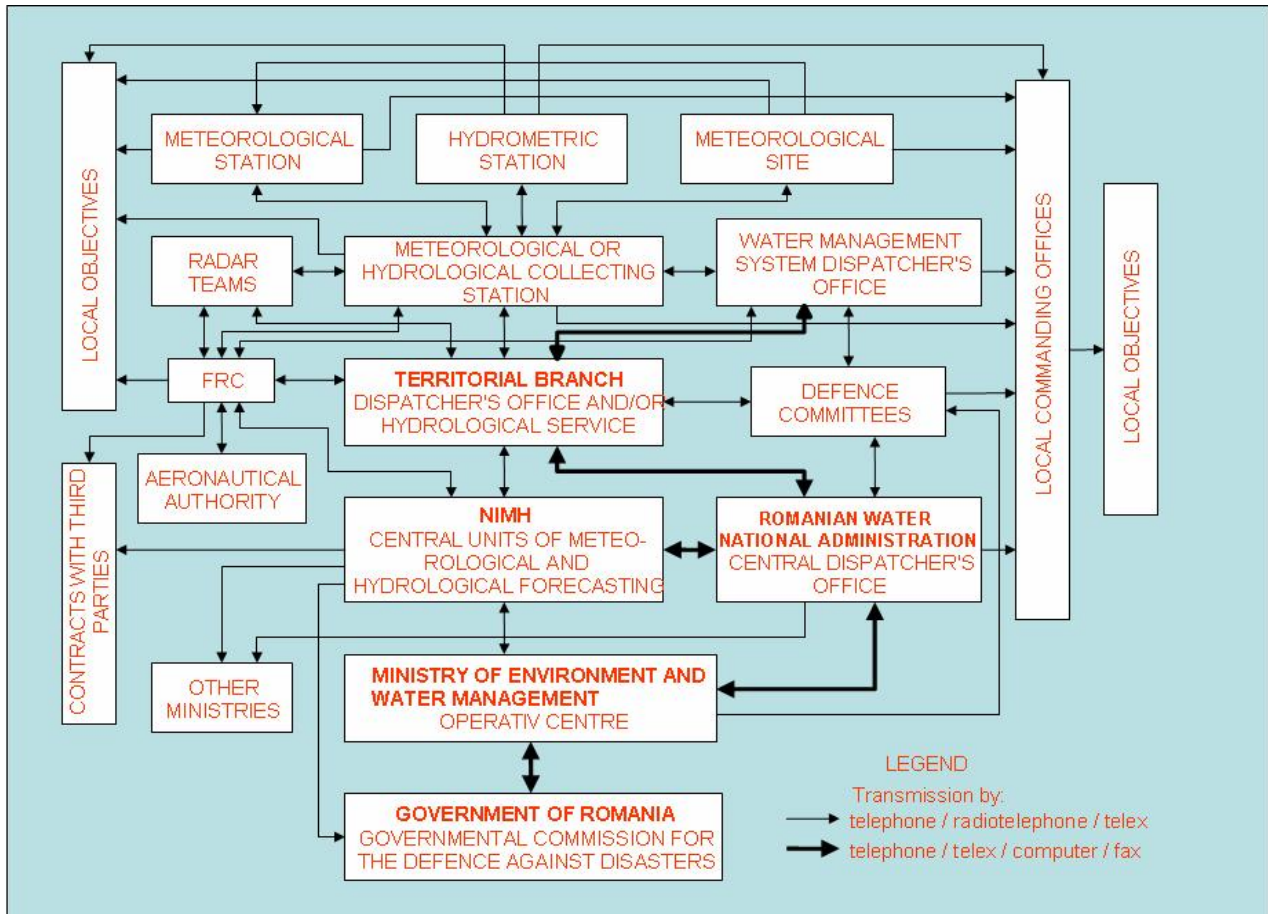 LOCAL OBJECTIVES
METEOROLOGICAL
STATION
HYDROMETRIC
STATION
METEOROLOGICAL
SITE
LOCAL COMMANDING OFFICES
LOCAL OBJECTIVES
RADAR
TEAMS
METEOROLOGICAL OR
HYDROLOGICAL COLLECTING
STATION
WATER MANAGEMENT
SYSTEM DISPATCHER'S
OFFICE
FRC
TERRITORIAL BRANCH
DISPATCHER'S OFFICE AND/OR
HYDROLOGICAL SERVICE
DEFENCE
COMMITTEES
AERONAUTICAL
AUTHORITY
CONTRACTS WITH THIRD
PARTIES
NIMH
CENTRAL UNITS OF METEO-
ROLOGICAL AND
HYDROLOGICAL FORECASTING
ROMANIAN WATER
NATIONAL ADMINISTRATION
CENTRAL DISPATCHER'S
OFFICE
OTHER
MINISTRIES
MINISTRY OF ENVIRONMENT AND
WATER MANAGEMENT
OPERATIV CENTRE
GOVERNMENT OF ROMANIA
GOVERNMENTAL COMMISSION FOR
THE DEFENCE AGAINST DISASTERS
LEGEND
Transmission by:
telephone / radiotelephone / telex
telephone / telex / computer / fax